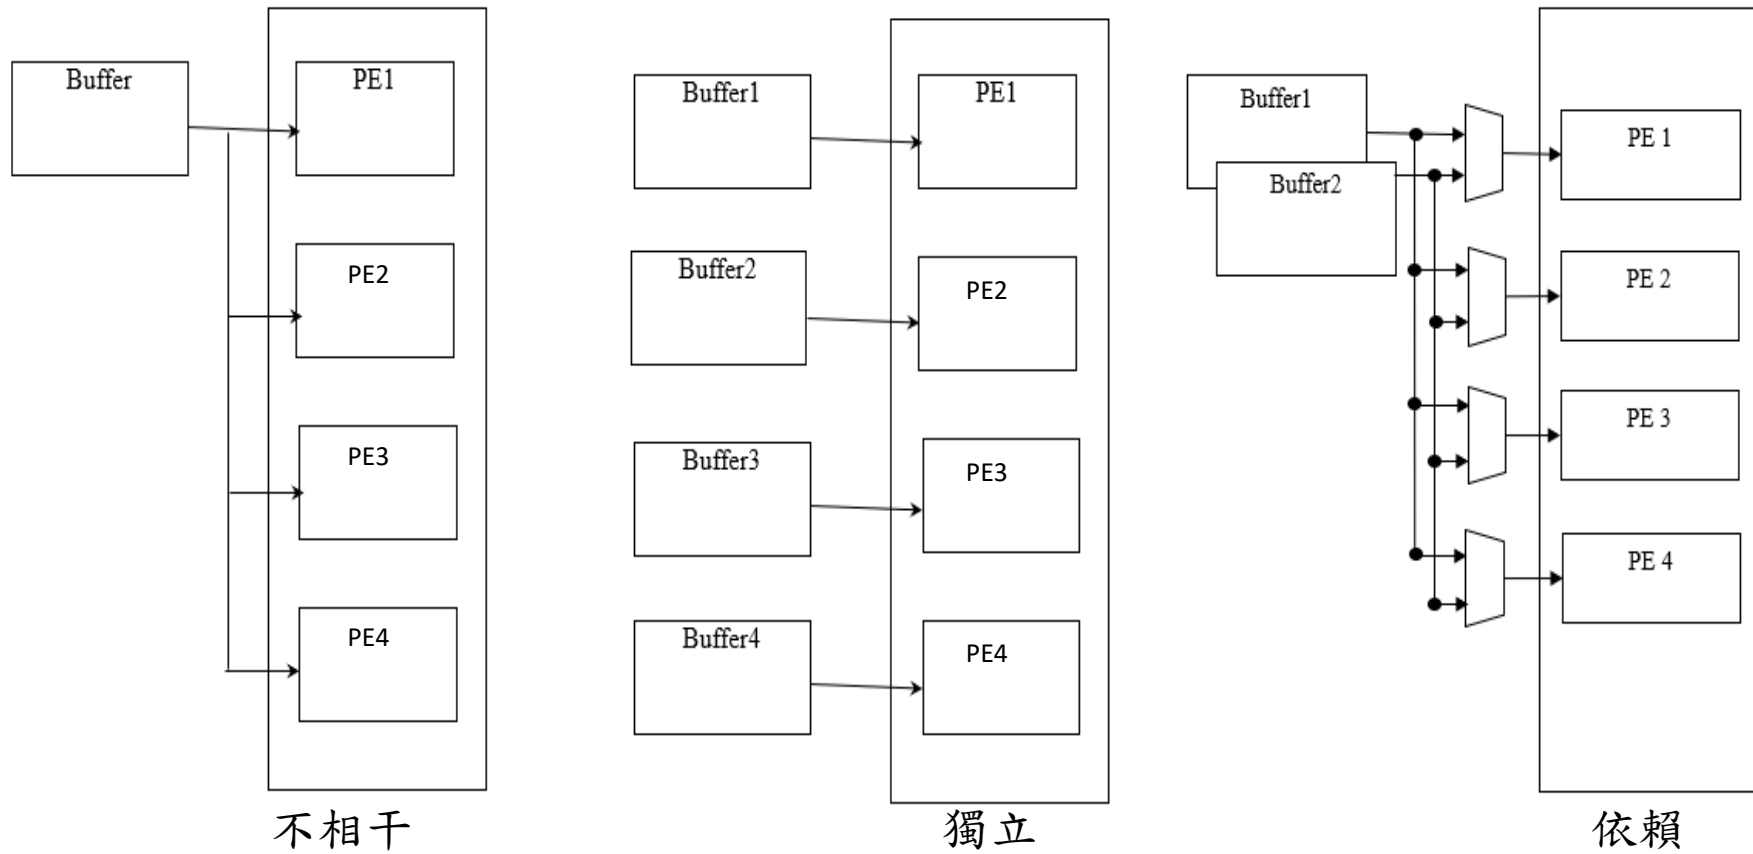 Buffer
PE1
PE2
PE3
PE4
不相干
Buffer1
PE1
Buffer2
PE2
Buffer3
PE3
Buffer4
PE4
獨立
Buffer1
Buffer2
PE 1
PE 2
PE 3
PE 4
依賴